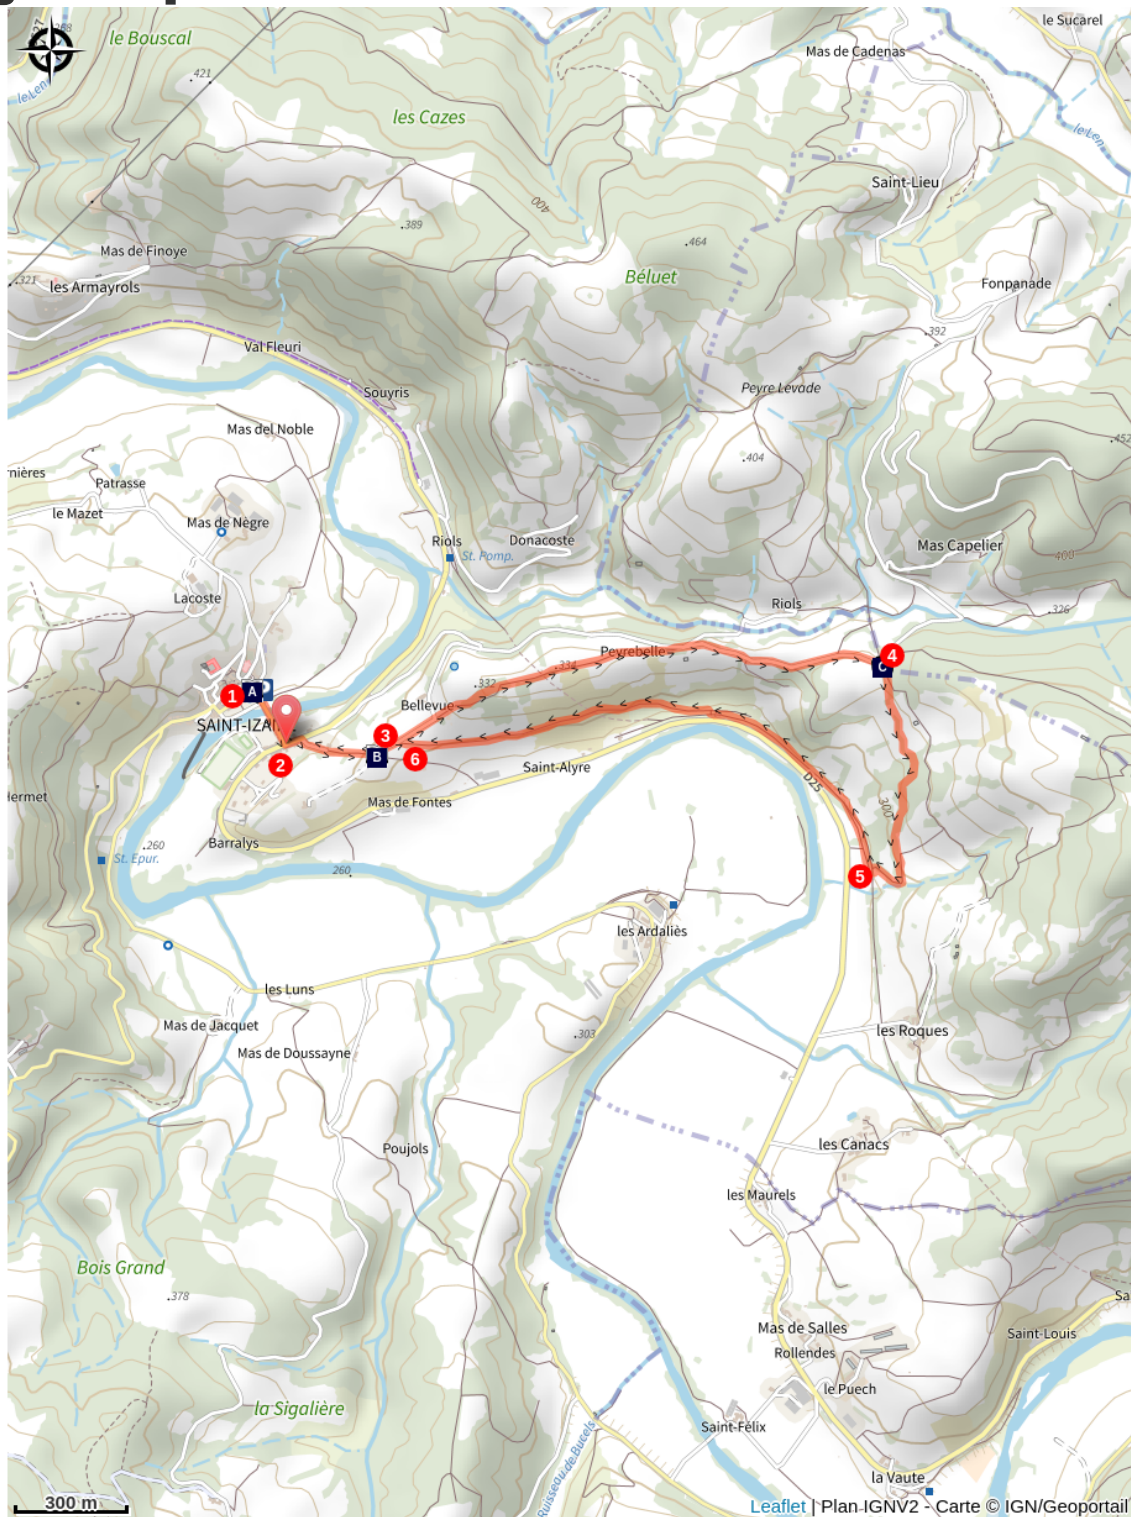 le Sucarel
le Bouscal
Mas de Cadenas
421
le Len
les Cazes
le Len
Saint-Lieu
400
389
464
Mas de Finoye
Béluet
321
les Armayrols
Fonpanade
392
Val Fleuri
Peyre Levade
Souyris
Mas del Noble
452
404
Patrasse
le Mazet
Mas de Nègre
Riols
Donacoste
St. Pomp.
Mas Capelier
400
Lacoste
Riols
326
Peyrebelle
4
334
C
1
A
332
Bellevue
SAINT-IZA
3
2
B
6
Saint-Alyre
D25
Mas de Fontes
300
Barralys
260
St. Epur.
260
5
les Ardaliès
les Luns
Mas de Jacquet
303
les Roques
Mas de Doussayne
Poujols
les Canacs
les Maurels
Bois Grand
378
Mas de Salles
Saint-Louis
Rollendes
le Puech
la Sigalière
Saint-Félix
Ruisseau de Bucels
la Vaute
300 m
Leaflet | Plan IGNV2 - Carte © IGN/Geoportail